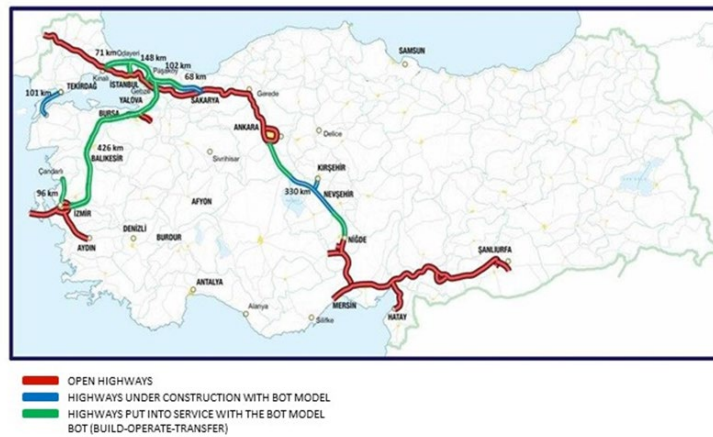 SAMSUN
71 km
Odayeri
148 km
Paşaköy
102 km
Kınalı
68 km
TEKİRDAĞ
İSTANBUL
Gebze
YALOVA
SAKARYA
Gerede
101 km
BURSA
ANKARA
Delice
426 km
BALIKESİR
Sivrihisar
KIRŞEHİR
Çandarlı
330 km
NEVŞEHİR
96 km
AFYON
İZMİR
DENİZLİ
BURDUR
NİĞDE
AYDIN
ŞANLIURFA
ANTALYA
MERSİN
Alanya
Silifke
HATAY
OPEN HIGHWAYS
HIGHWAYS UNDER CONSTRUCTION WITH BOT MODEL
HIGHWAYS PUT INTO SERVICE WITH THE BOT MODEL
BOT (BUILD-OPERATE-TRANSFER)